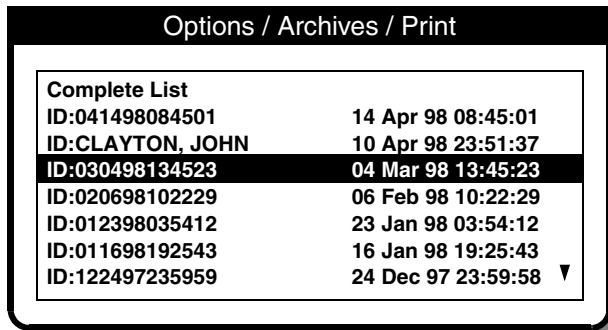 Options / Archives / Print
Complete List
ID:041498084501 14 Apr 98 08:45:01
ID:CLAYTON, JOHN 10 Apr 98 23:51:37
ID:030498134523 04 Mar 98 13:45:23
ID:020698102229 06 Feb 98 10:22:29
ID:012398035412 23 Jan 98 03:54:12
ID:011698192543 16 Jan 98 19:25:43
ID:122497235959 24 Dec 97 23:59:58